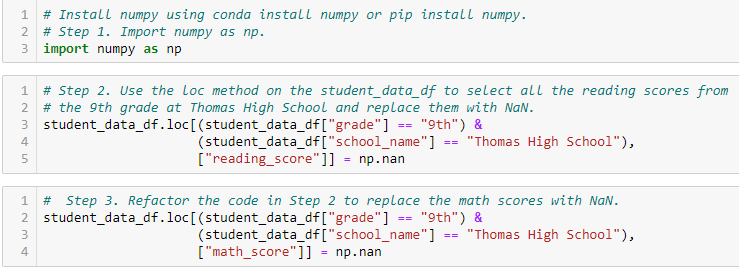 1 # Install numpy using conda install numpy or pip install numpy.
2 # Step 1. Import numpy as np.
3 import numpy as np
1 # Step 2. Use the loc method on the student_data_df to select all the reading scores from
2 # the 9th grade at Thomas High School and replace them with NaN.
3 student_data_df.loc[(student_data_df["grade"] == "9th") &
4 (student_data_df["school_name"] == "Thomas High School"),
5 ["reading_score"]] = np.nan
1 #  Step 3. Refactor the code in Step 2 to replace the math scores with NaN.
2 student_data_df.loc[(student_data_df["grade"] == "9th") &
3 (student_data_df["school_name"] == "Thomas High School"),
4 ["math_score"]] = np.nan